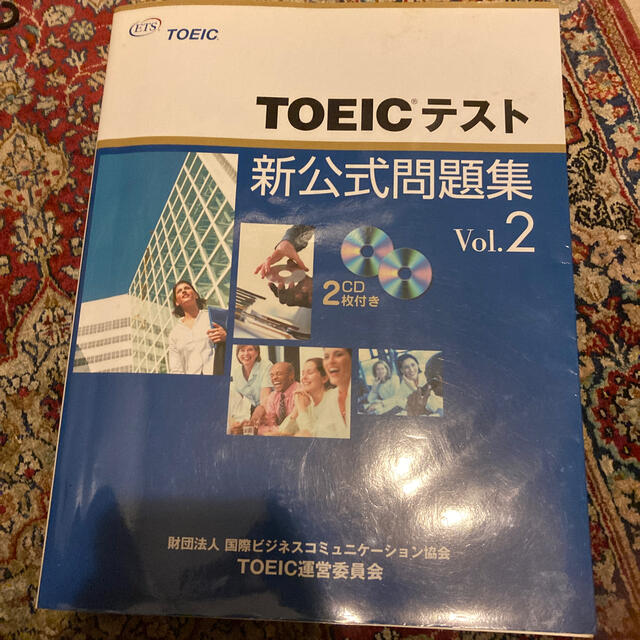 ETS TOEIC
TOEIC®テスト
新公式問題集
Vol.2
2CD枚付き
財団法人 国際ビジネスコミュニケーション協会
TOEIC運営委員会